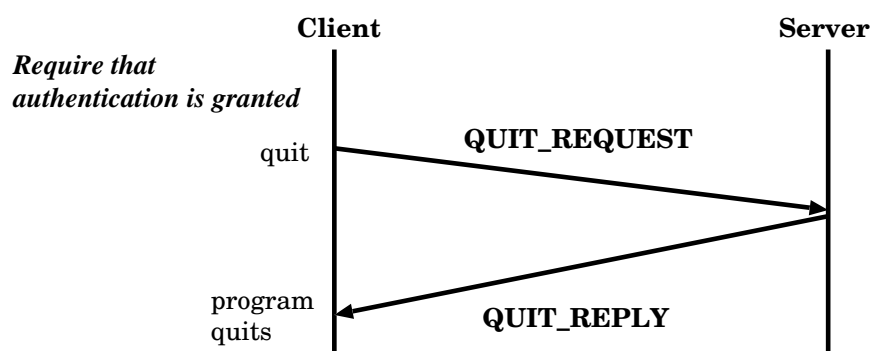 Client
Server
Require that
authentication is granted
quit
QUIT_REQUEST
program
quits
QUIT_REPLY